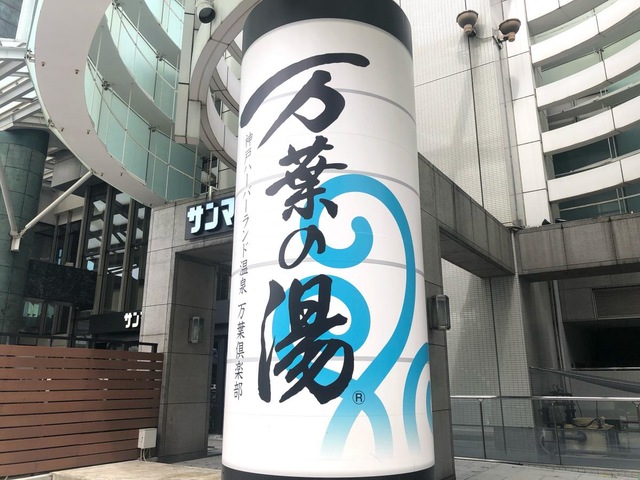 万葉の湯
神戸ハーバーランド温泉 万葉倶楽部
®
サンマ
サン